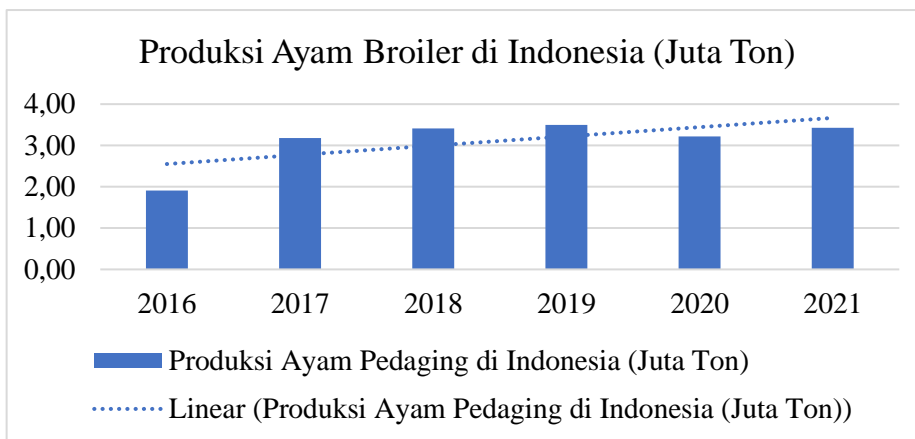 Produksi Ayam Broiler di Indonesia (Juta Ton)
4,00
3,00
2,00
1,00
0,00
2016 2017 2018 2019 2020 2021
Produksi Ayam Pedaging di Indonesia (Juta Ton)
Linear (Produksi Ayam Pedaging di Indonesia (Juta Ton))